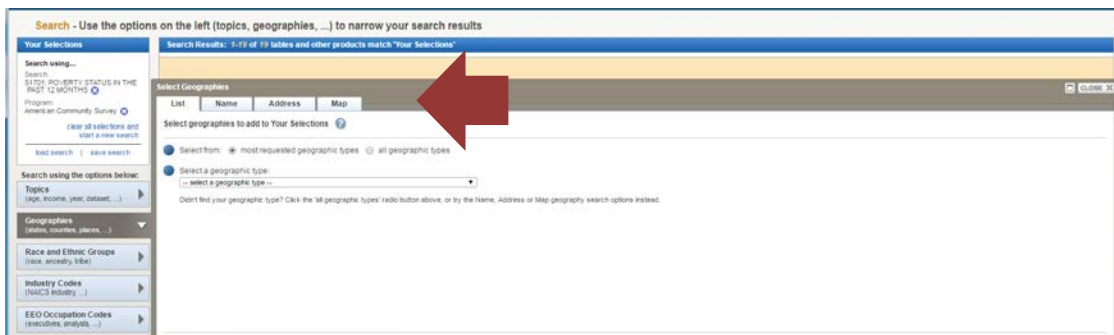 Search - Use the options on the left (topics, geographies, ...) to narrow your search results
Your Selections
Search using...
Search:
S1701: POVERTY STATUS IN THE
PAST 12 MONTHS
Program:
American Community Survey
clear all selections and
start a new search
load search | save search
Search using the options below:
Topics
(age, income, year, dataset, ...)
Geographies
(states, counties, places, ...)
Race and Ethnic Groups
(race, ancestry, tribe)
Industry Codes
(NAICS industry, ...)
EEO Occupation Codes
(executives, analysts, ...)
Search Results: 1-19 of 19 tables and other products match "Your Selections"
Select Geographies
CLOSE X
List Name Address Map
Select geographies to add to Your Selections ?
Select from: most requested geographic types all geographic types
Select a geographic type:
-- select a geographic type --
Didn't find your geographic type? Click the 'all geographic types' radio button above, or try the Name, Address or Map geography search options instead.